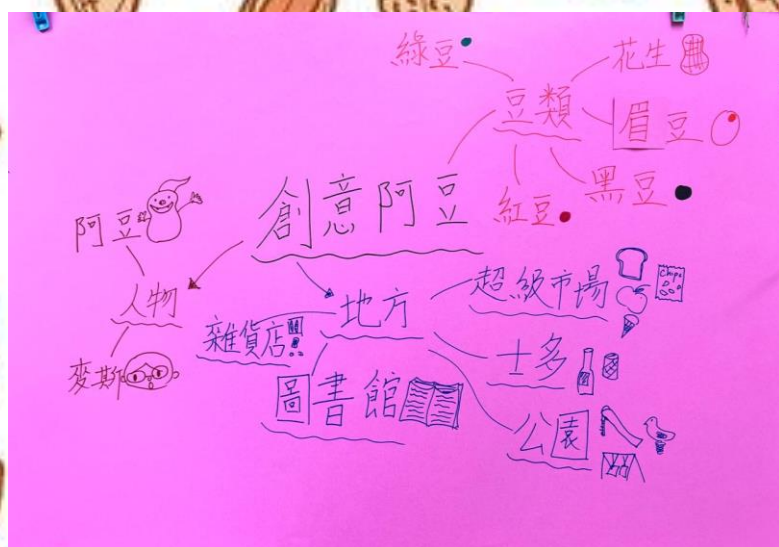 綠豆
花生
豆類
眉豆
紅豆
黑豆
創意阿豆
阿豆
人物
麥斯
地方
超級市場
Chips
雜貨店
士多
圖書館
公園